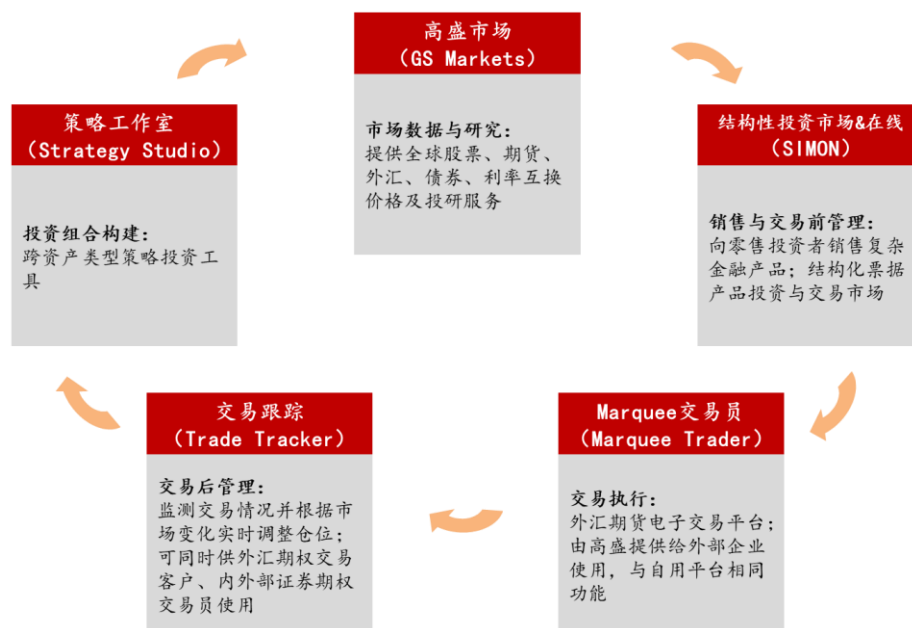 高盛市场
（GS Markets）
市场数据与研究：
提供全球股票、期货、
外汇、债券、利率互换
价格及投研服务
策略工作室
（Strategy Studio）
投资组合构建：
跨资产类型策略投资工
具
结构性投资市场&在线
（SIMON）
销售与交易前管理：
向零售投资者销售复杂
金融产品；结构化票据
产品投资与交易市场
交易跟踪
（Trade Tracker）
交易后管理：
监测交易情况并根据市
场变化实时调整仓位；
可同时供外汇期权交易
客户、内外部证券期权
交易员使用
Marquee交易员
（Marquee Trader）
交易执行：
外汇期货电子交易平台；
由高盛提供给外部企业
使用，与自用平台相同
功能